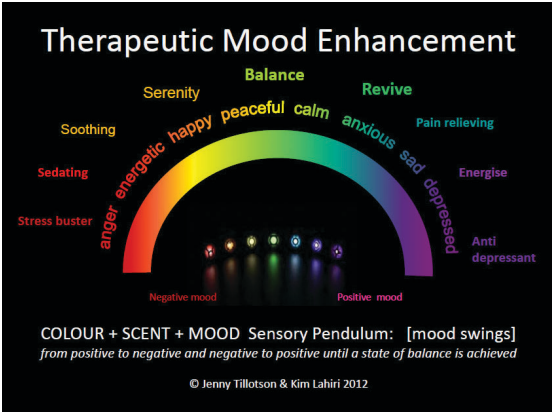 Therapeutic Mood Enhancement
Balance
Serenity
Revive
Soothing
Pain relieving
Sedating
Energise
Stress buster
Anti
depressant
anger energetic happy peaceful calm anxious sad depressed
Negative mood
Positive mood
COLOUR + SCENT + MOOD Sensory Pendulum: [mood swings]
from positive to negative and negative to positive until a state of balance is achieved
© Jenny Tillotson & Kim Lahiri 2012